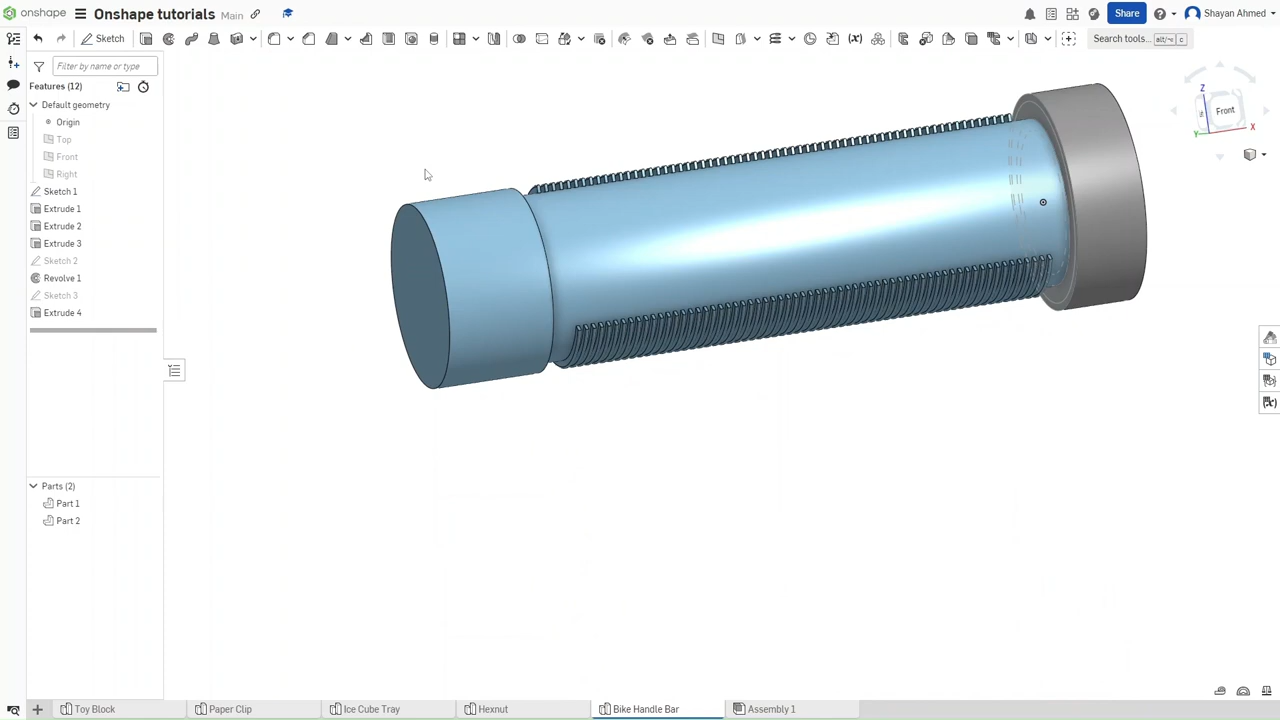 onshape Onshape tutorials Main Share Shayan Ahmed
Sketch Search tools... alt/⌥ c
Filter by name or type
Features (12)
Default geometry
Origin
Top
Front
Right
Sketch 1
Extrude 1
Extrude 2
Extrude 3
Sketch 2
Revolve 1
Sketch 3
Extrude 4
Z
Front
Y X
Parts (2)
Part 1
Part 2
Toy Block Paper Clip Ice Cube Tray Hexnut Bike Handle Bar Assembly 1